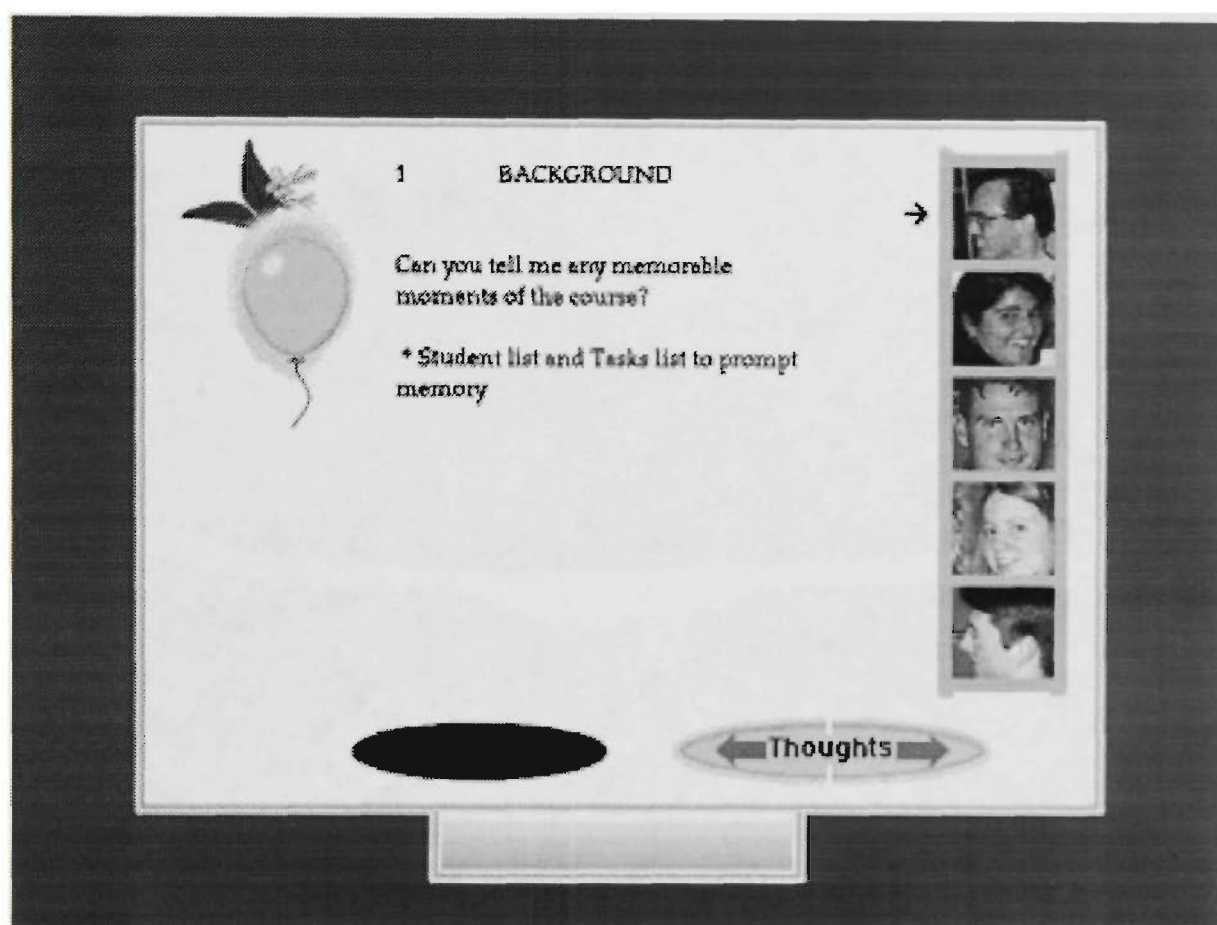 1 BACKGROUND
Can you tell me any memorable
moments of the course?
* Student list and Tasks list to prompt
memory
Thoughts